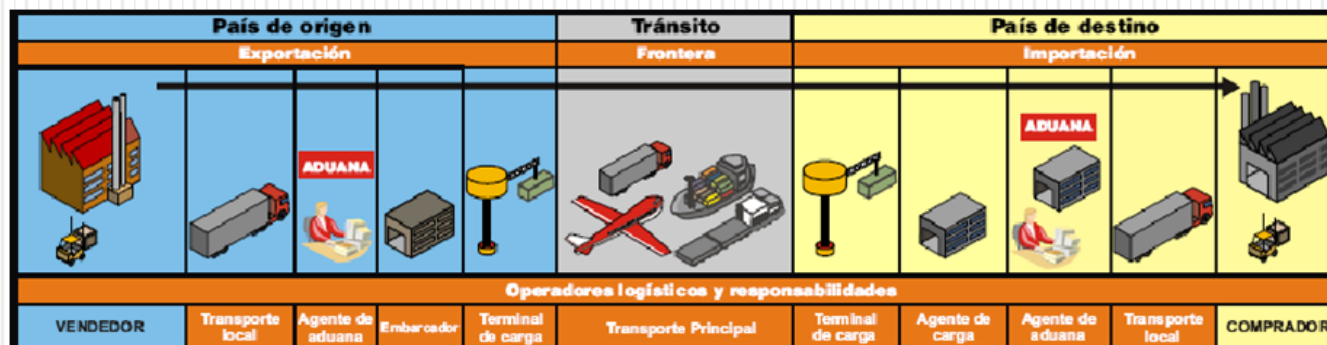 País de origen
Tránsito
País de destino
Exportación
Frontera
Importación
ADUANA
ADUANA
Operadores logísticos y responsabilidades
VENDEDOR
Transporte
local
Agente de
aduana
Embarcador
Terminal
de carga
Transporte Principal
Terminal
de carga
Agente de
carga
Agente de
aduana
Transporte
local
COMPRADOR